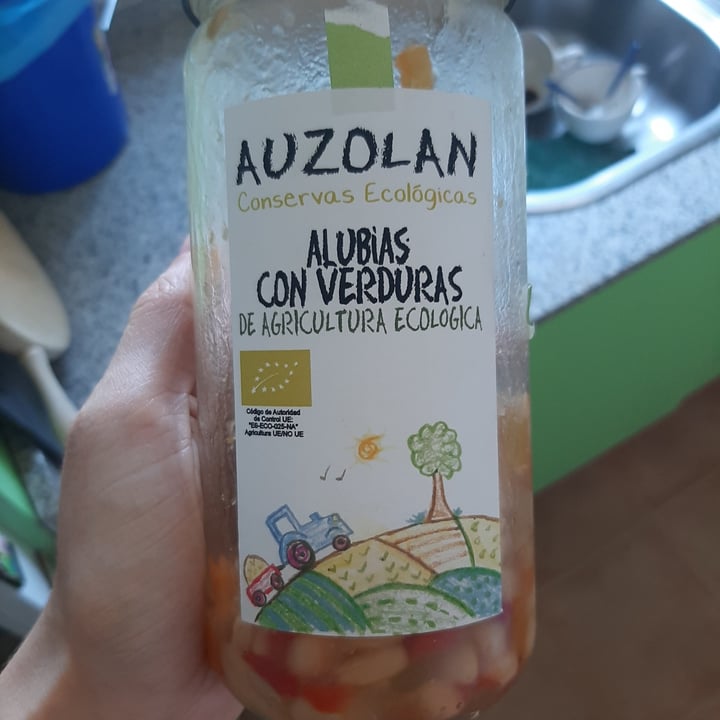 AUZOLAN
Conservas Ecológicas
ALUBIAS
CON VERDURAS
DE AGRICULTURA ECOLOGICA
Código de Autoridad
de Control UE:
"ES-ECO-025-NA"
Agricultura UE/NO UE